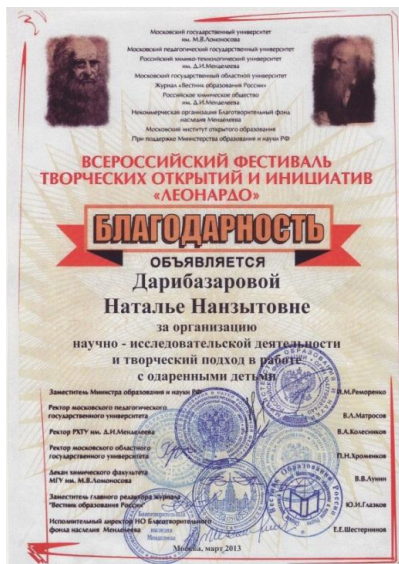 Московский государственный университет
им. М.В.Ломоносова
Московский педагогический государственный университет
Российский химико-технологический университет
им. Д.И.Менделеева
Московский государственный областной университет
Журнал «Вестник образования России»
Российское химическое общество
им. Д.И.Менделеева
Некоммерческая организация Благотворительный фонд
наследия Менделеева
Московский институт открытого образования
При поддержке Министерства образования и науки РФ
ВСЕРОССИЙСКИЙ ФЕСТИВАЛЬ
ТВОРЧЕСКИХ ОТКРЫТИЙ И ИНИЦИАТИВ
«ЛЕОНАРДО»
БЛАГОДАРНОСТЬ
ОБЪЯВЛЯЕТСЯ
Дарибазаровой
Наталье Нанзытовне
за организацию
научно - исследовательской деятельности
и творческий подход в работе
с одаренными детьми
Заместитель Министра образования и науки РФ И.М.Реморенко
Ректор московского педагогического
государственного университета В.Л.Матросов
Ректор РХТУ им. Д.И.Менделеева В.А.Колесников
Ректор московского областного
государственного университета П.Н.Хроменков
Декан химического факультета
МГУ им. М.В.Ломоносова В.В.Лунин
Заместитель главного редактора журнала
"Вестник образования России" Ю.И.Глазков
Исполнительный директор НО Благотворительного
фонда наследия Менделеева Е.Е.Шестернинов
Москва, март 2013